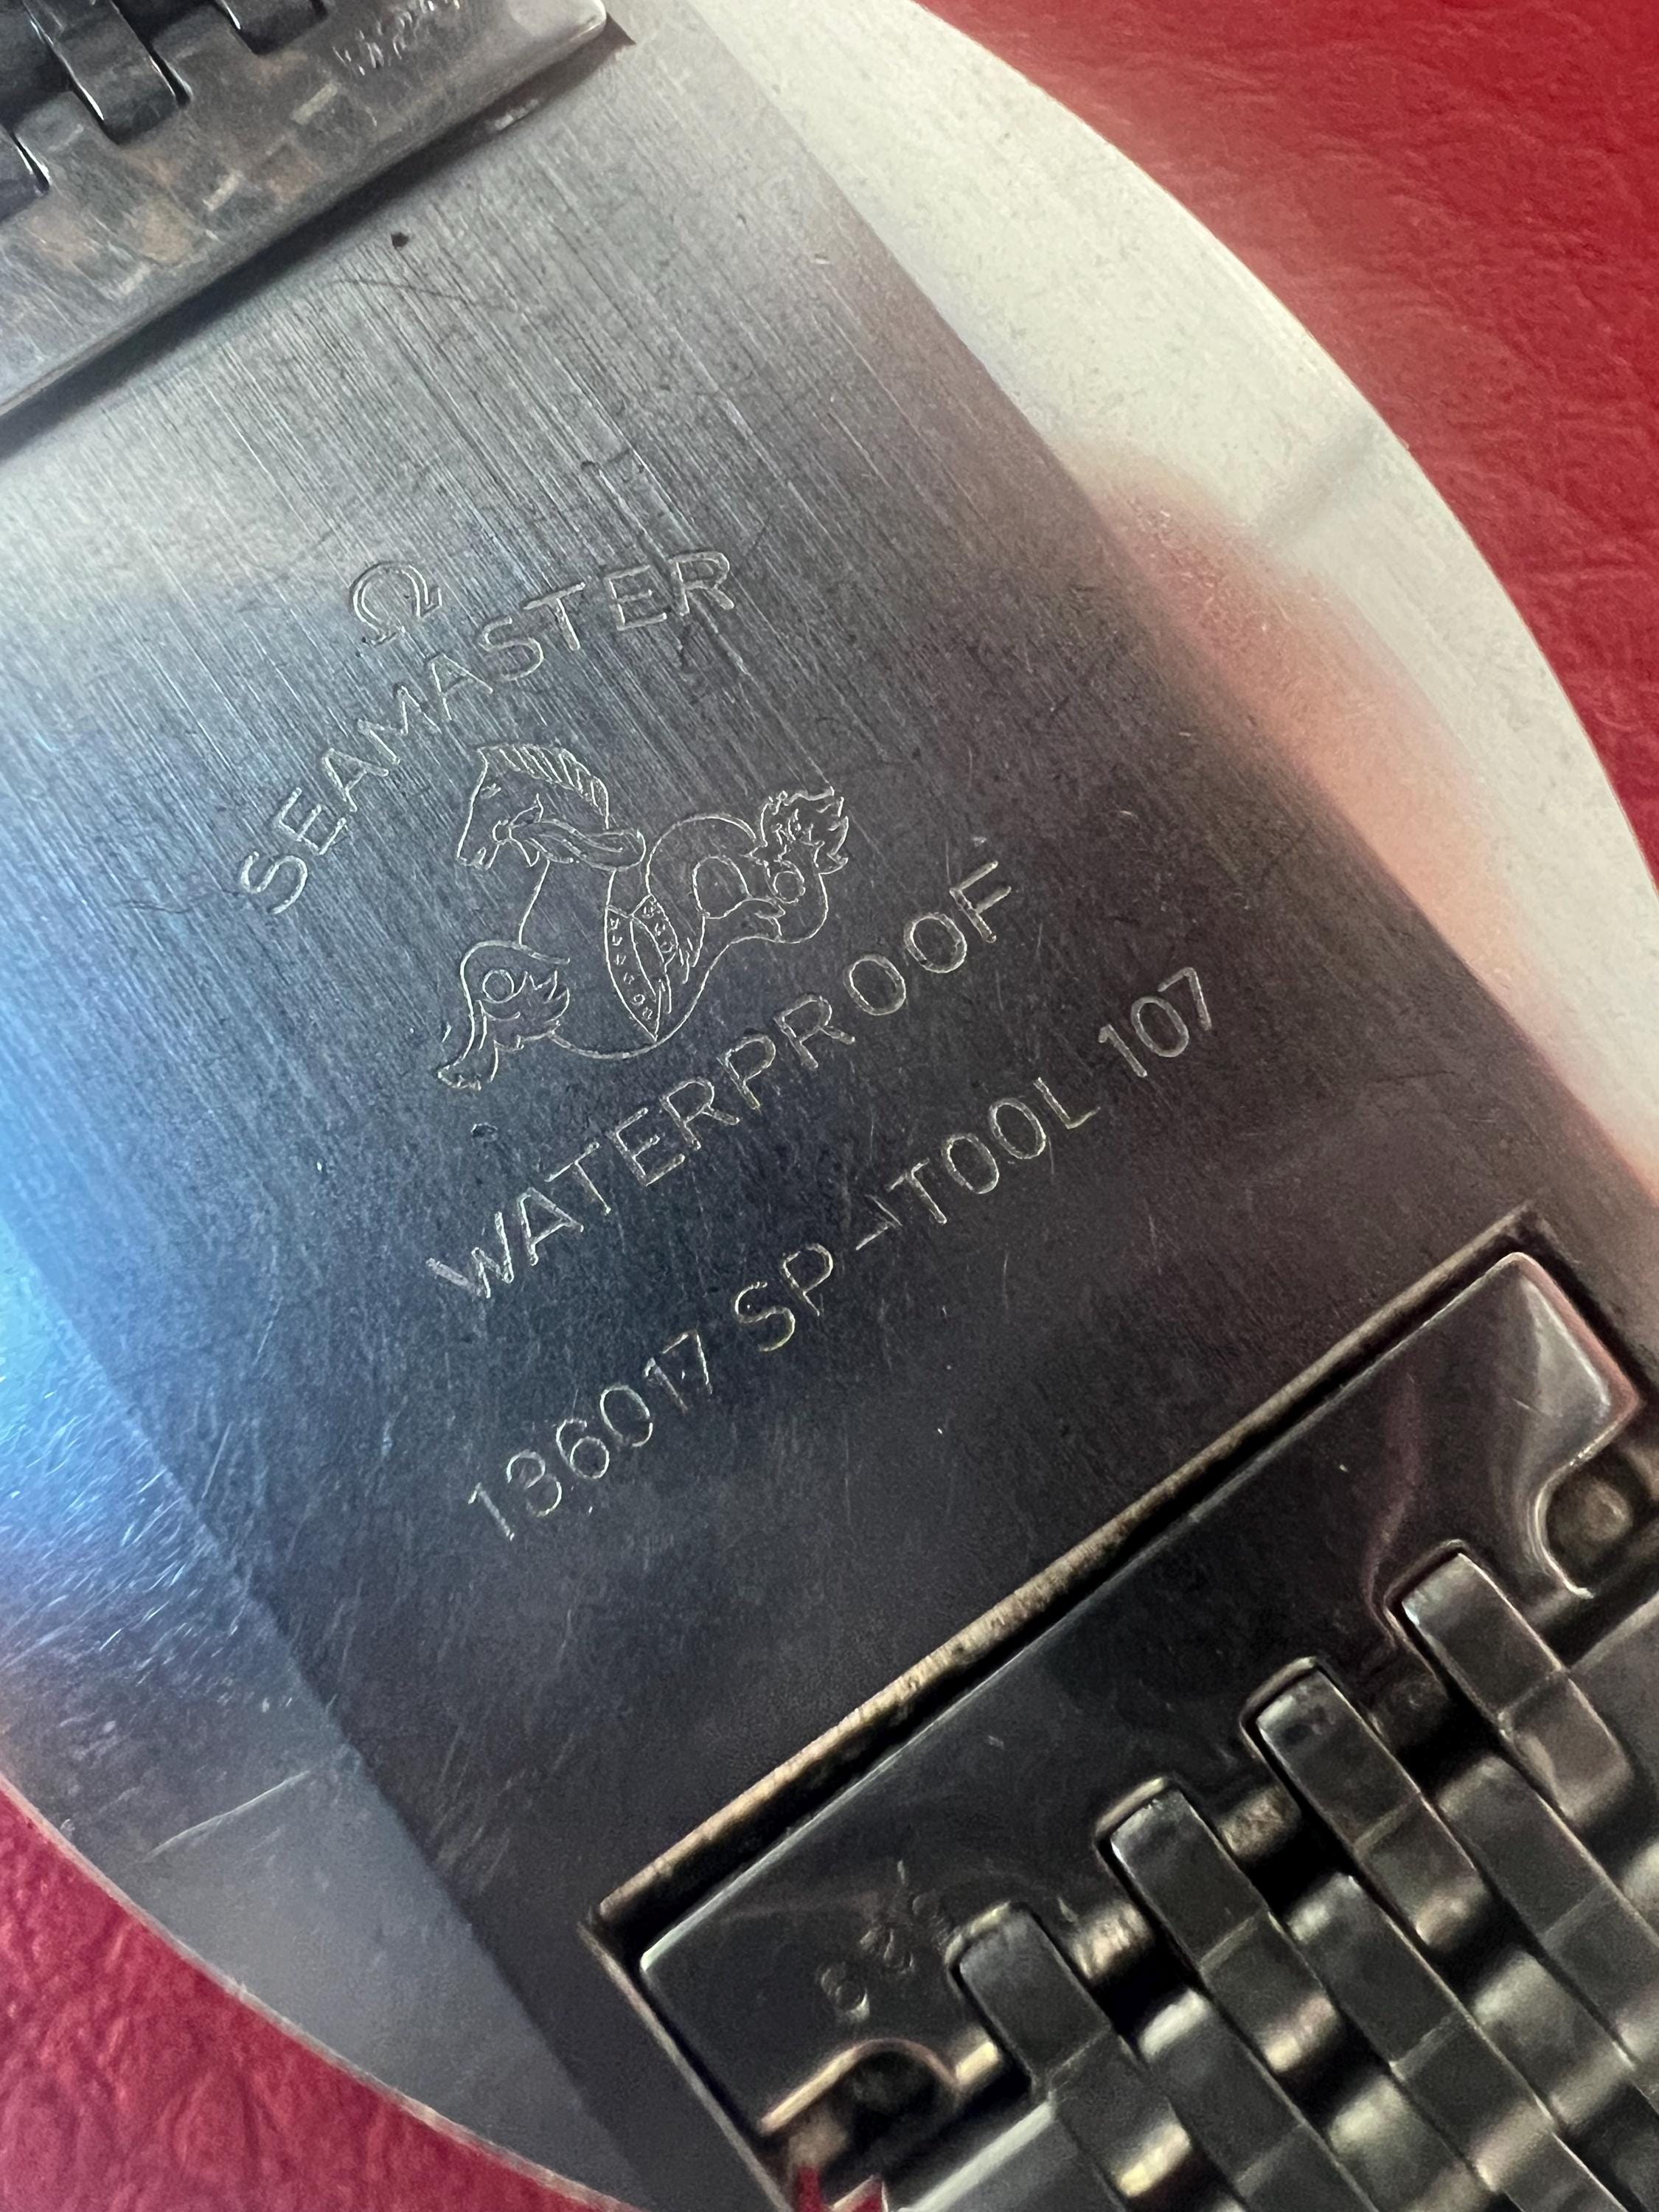 Ω
SEAMASTER
WATERPROOF
136017 SP-TOOL 107